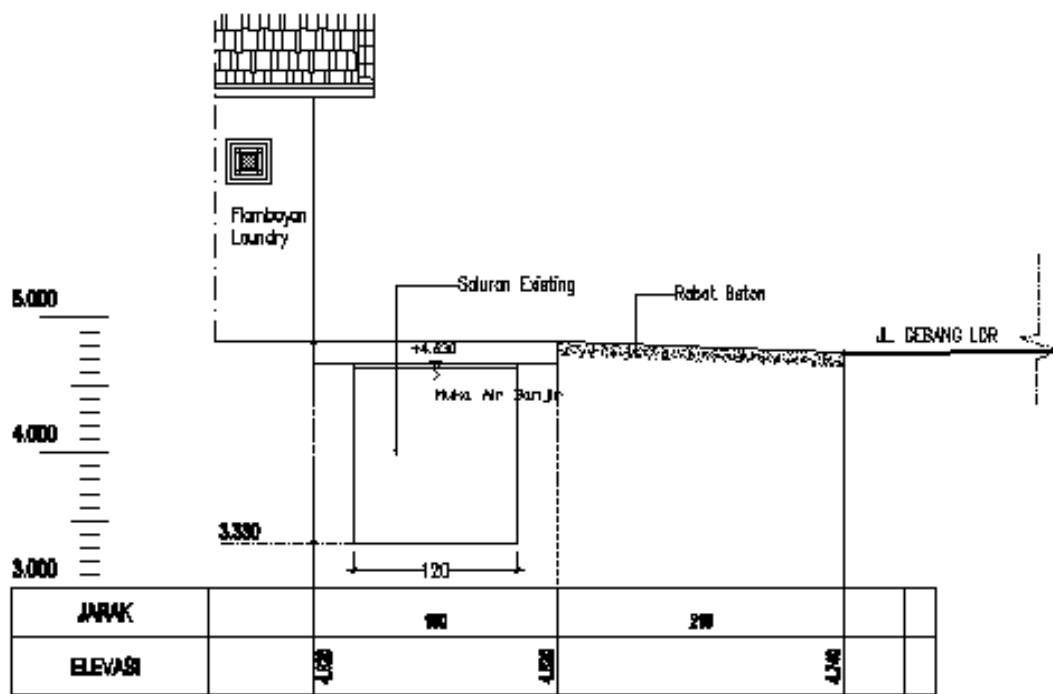 Flamboyan
Laundry
Saluran Existing
Rabat Beton
5.000
JL. GEBANG LOR
+4.630
Muka Air Banjir
4.000
3.330
3.000
120
JARAK
ELEVASI